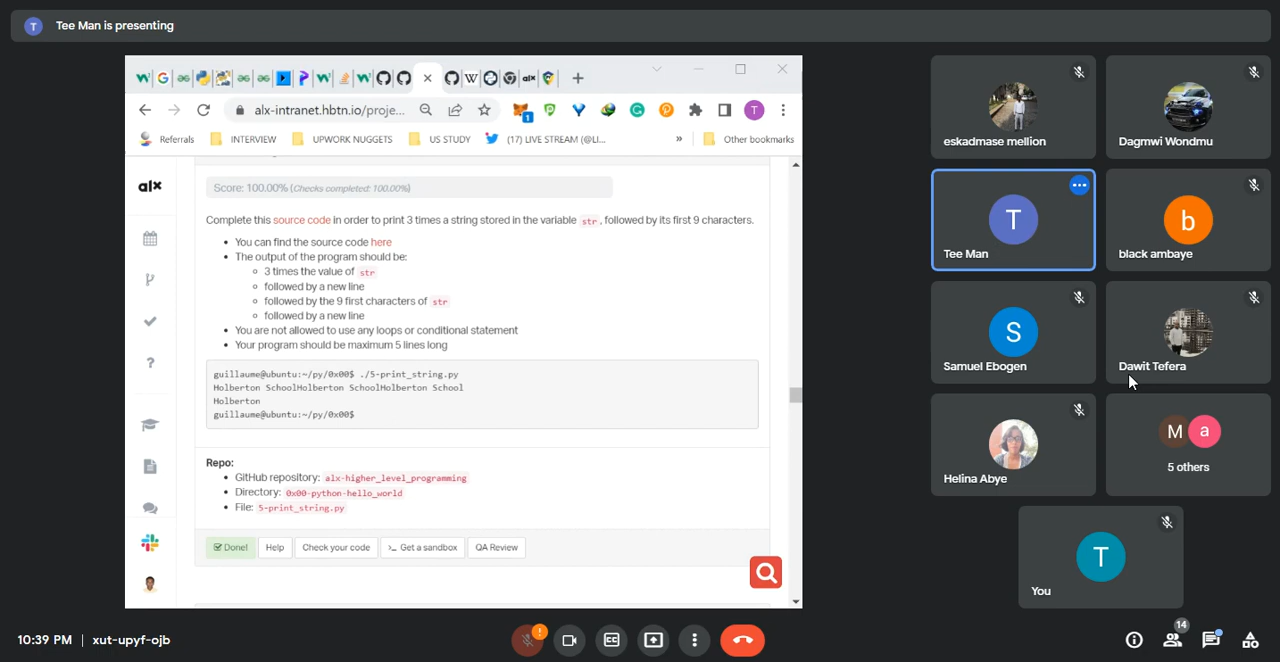 T Tee Man is presenting
alx-intranet.hbtn.io/proje...
1
T
Referrals INTERVIEW UPWORK NUGGETS US STUDY (17) LIVE STREAM (@LI... » Other bookmarks
alx
Score: 100.00% (Checks completed: 100.00%)
Complete this source code in order to print 3 times a string stored in the variable str, followed by its first 9 characters.
You can find the source code here
The output of the program should be:
3 times the value of str
followed by a new line
followed by the 9 first characters of str
followed by a new line
You are not allowed to use any loops or conditional statement
Your program should be maximum 5 lines long
guillaume@ubuntu:~/py/0x00$ ./5-print_string.py
Holberton SchoolHolberton SchoolHolberton School
Holberton
guillaume@ubuntu:~/py/0x00$
Repo:
GitHub repository: alx-higher_level_programming
Directory: 0x00-python-hello_world
File: 5-print_string.py
Done! Help Check your code >_ Get a sandbox QA Review
eskadmase mellion
Dagmwi Wondmu
T
Tee Man
b
black ambaye
S
Samuel Ebogen
Dawit Tefera
Helina Abye
M a
5 others
T
You
10:39 PM | xut-upyf-ojb
14